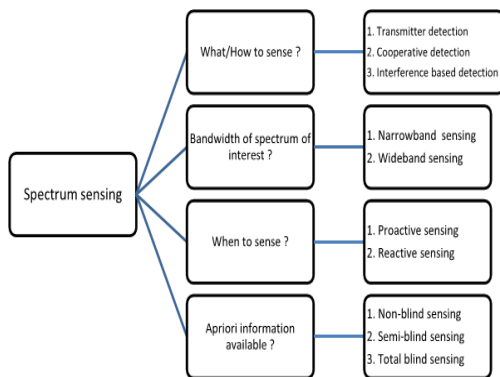 Spectrum sensing
What/How to sense ?
1. Transmitter detection
2. Cooperative detection
3. Interference based detection
Bandwidth of spectrum of
interest ?
1. Narrowband sensing
2. Wideband sensing
When to sense ?
1. Proactive sensing
2. Reactive sensing
Apriori information
available ?
1. Non-blind sensing
2. Semi-blind sensing
3. Total blind sensing